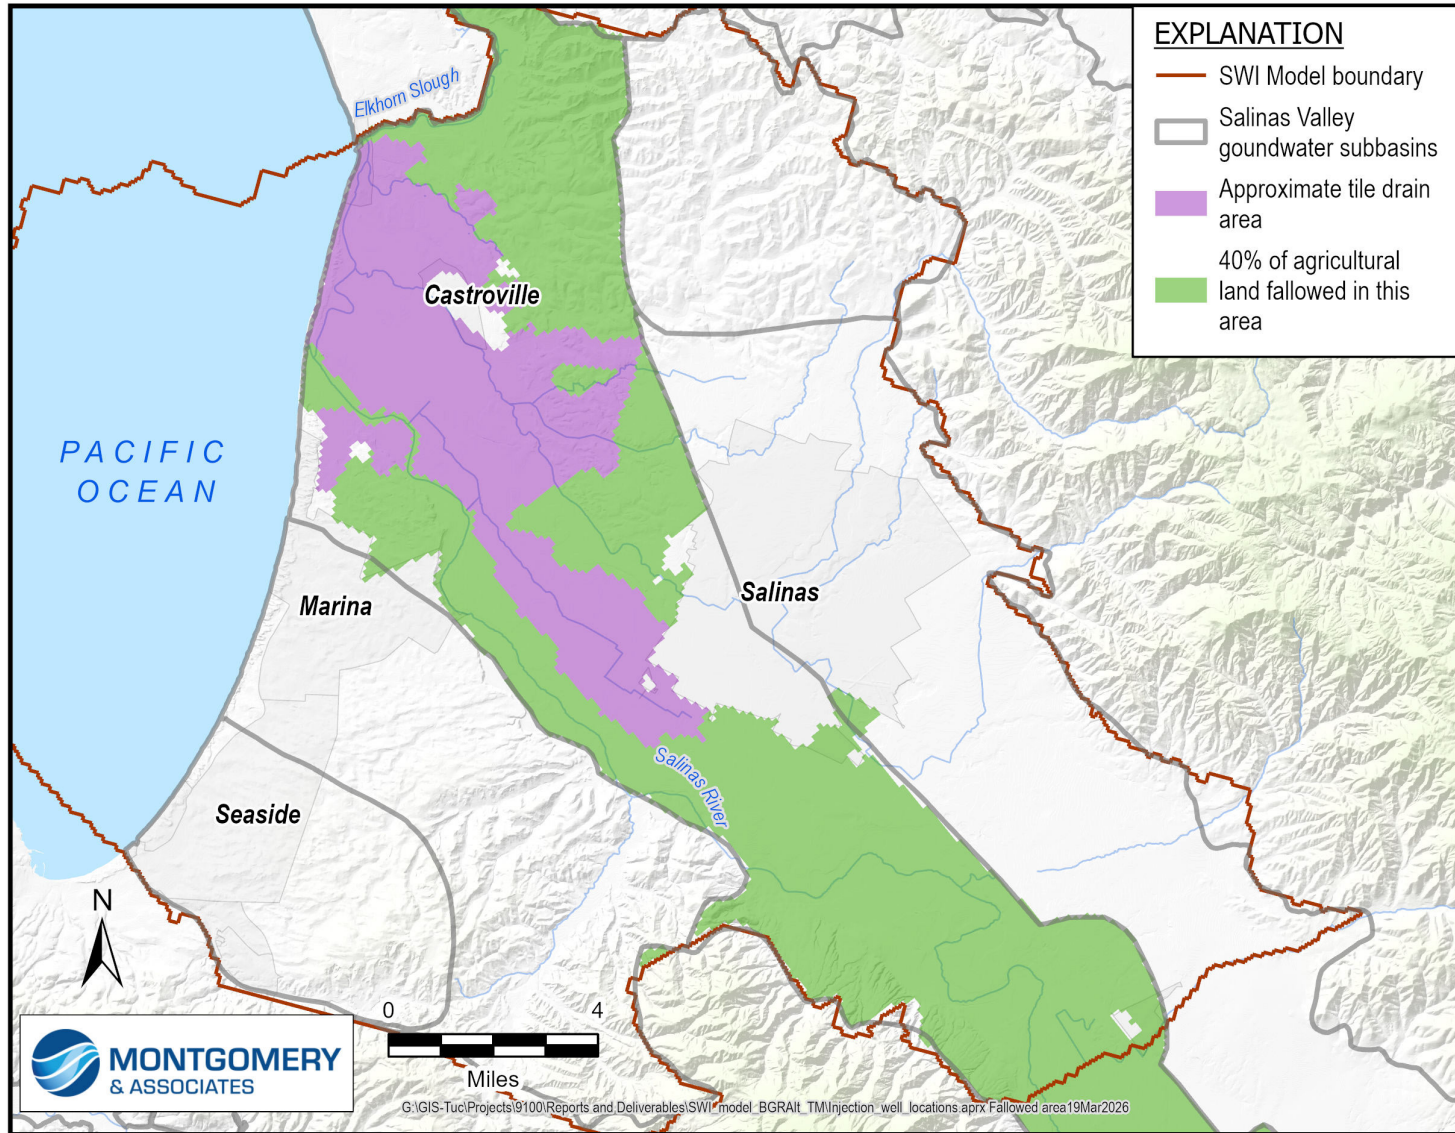 EXPLANATION
SWI Model boundary
Salinas Valley
goundwater subbasins
Approximate tile drain
area
40% of agricultural
land fallowed in this
area
Elkhorn Slough
Castroville
PACIFIC
OCEAN
Marina
Salinas
Salinas River
Seaside
N
0 4
Miles
MONTGOMERY
& ASSOCIATES
G:\GIS-Tuc\Projects\9100\Reports and Deliverables\SWI_model_BGRAlt_TM\Injection_well_locations.aprx Fallowed area19Mar2026